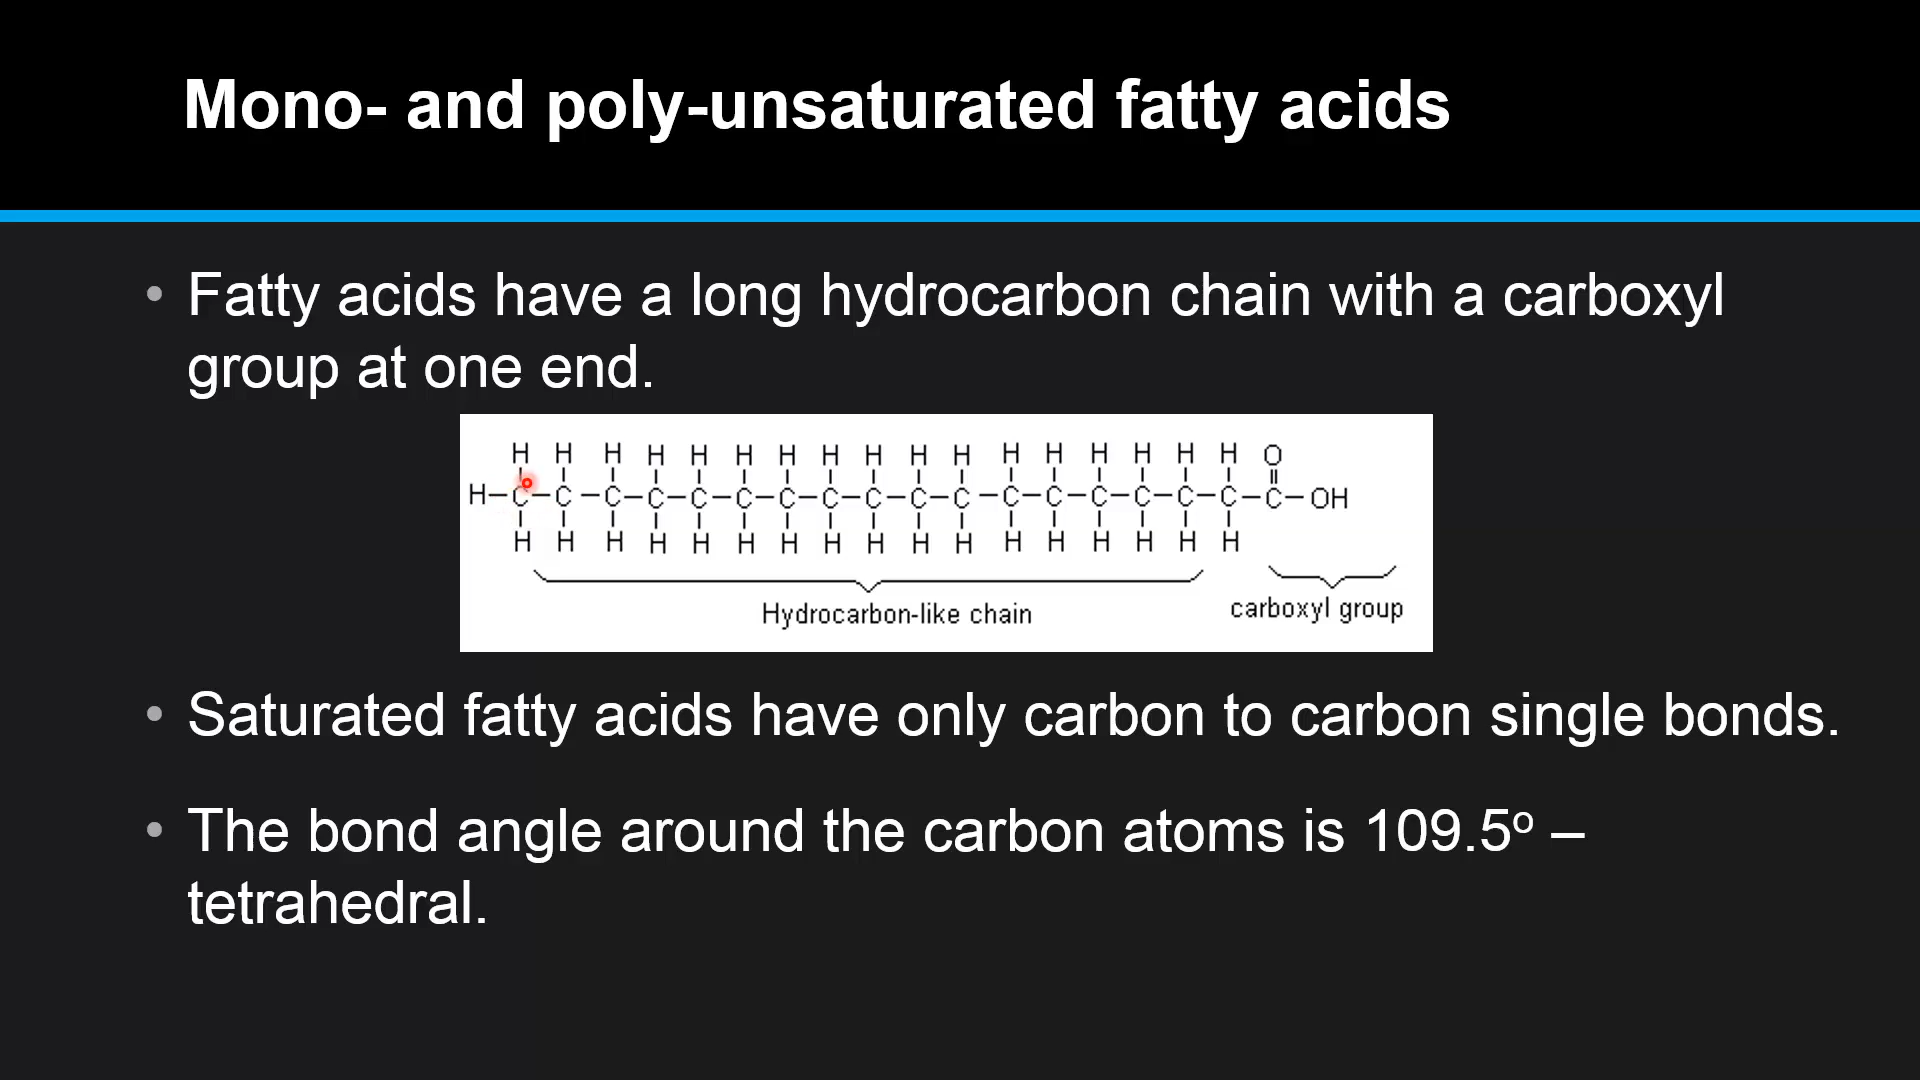 Mono- and poly-unsaturated fatty acids
• Fatty acids have a long hydrocarbon chain with a carboxyl
group at one end.
H H H H H H H H H H H H H H H H H O
H–C–C–C–C–C–C–C–C–C–C–C–C–C–C–C–C–C–C–OH
H H H H H H H H H H H H H H H H H
Hydrocarbon-like chain
carboxyl group
• Saturated fatty acids have only carbon to carbon single bonds.
• The bond angle around the carbon atoms is 109.5º –
tetrahedral.